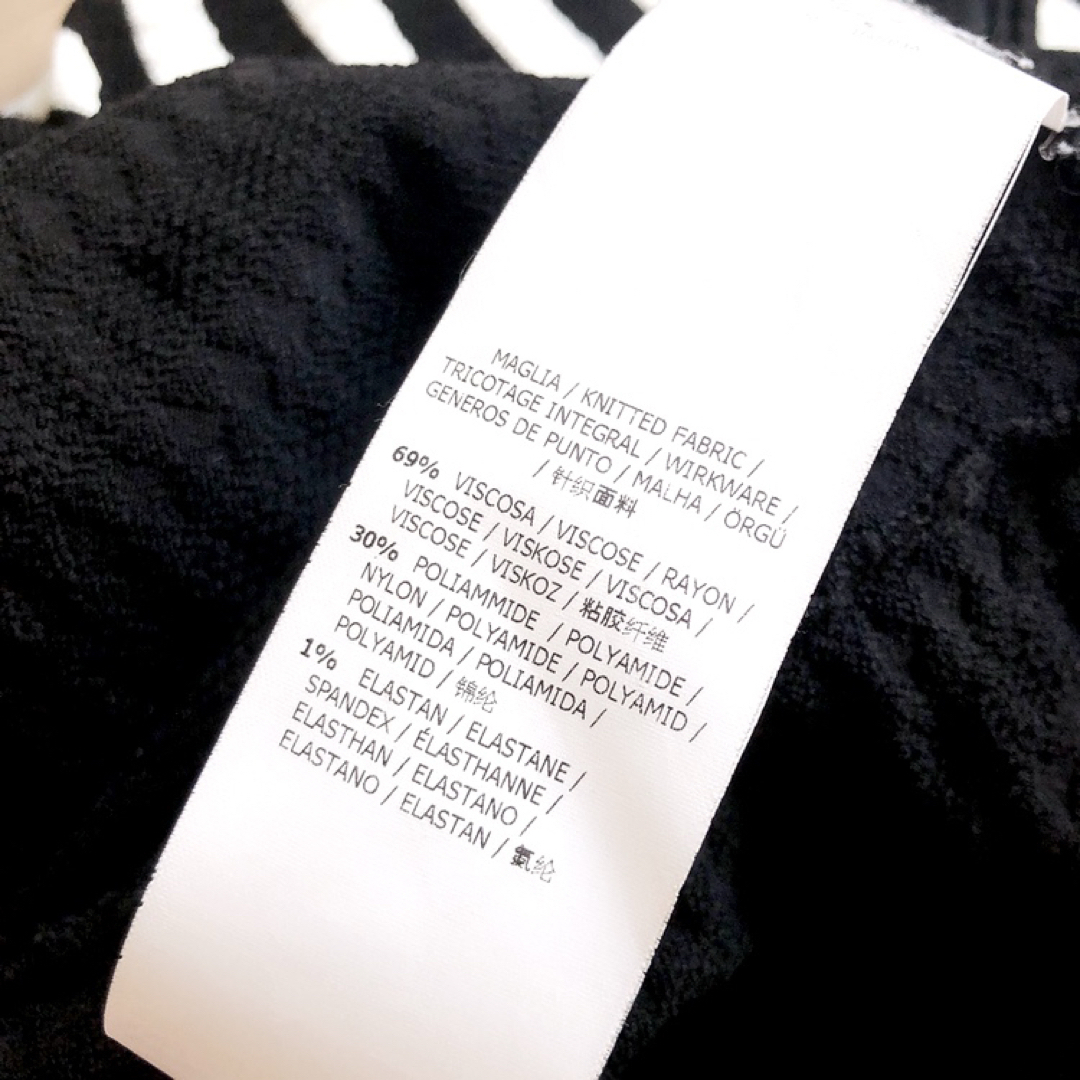 MAGLIA / KNITTED FABRIC /
TRICOTAGE INTEGRAL / WIRKWARE /
GENEROS DE PUNTO / MALHA / ÖRGÜ
/ 针织面料
69% VISCOSA / VISCOSE / RAYON /
VISCOSE / VISKOSE / VISCOSA /
VISCOSE / VISKOZ / 粘胶纤维
30% POLIAMMIDE / POLYAMIDE /
NYLON / POLYAMIDE / POLYAMID /
POLIAMIDA / POLIAMIDA /
POLYAMID / 锦纶
1% ELASTAN / ELASTANE /
SPANDEX / ÉLASTHANNE /
ELASTHAN / ELASTANO /
ELASTANO / ELASTAN / 氨纶